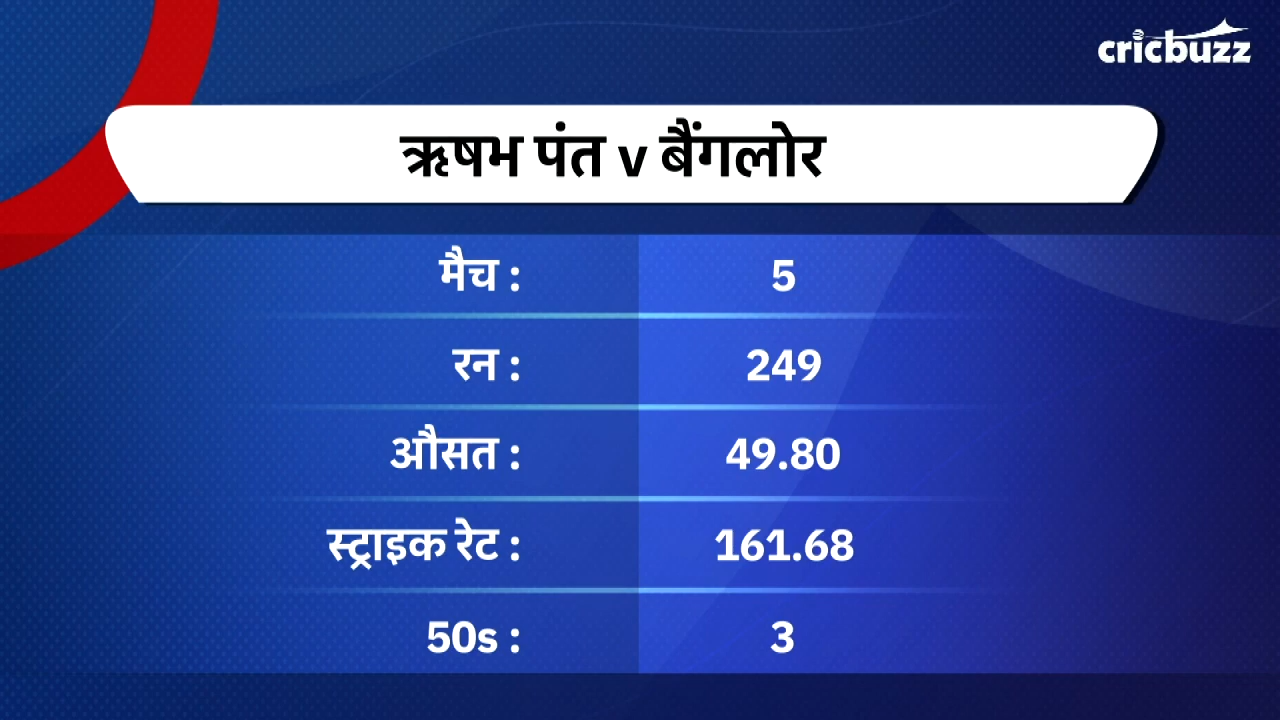 cricbuzz
ऋषभ पंत v बैंगलोर
मैच : 5
रन : 249
औसत : 49.80
स्ट्राइक रेट : 161.68
50s : 3